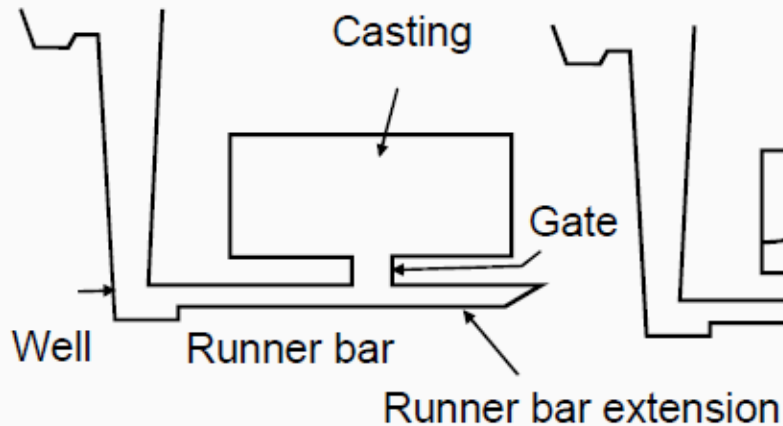 Casting
Gate
Well
Runner bar
Runner bar extension